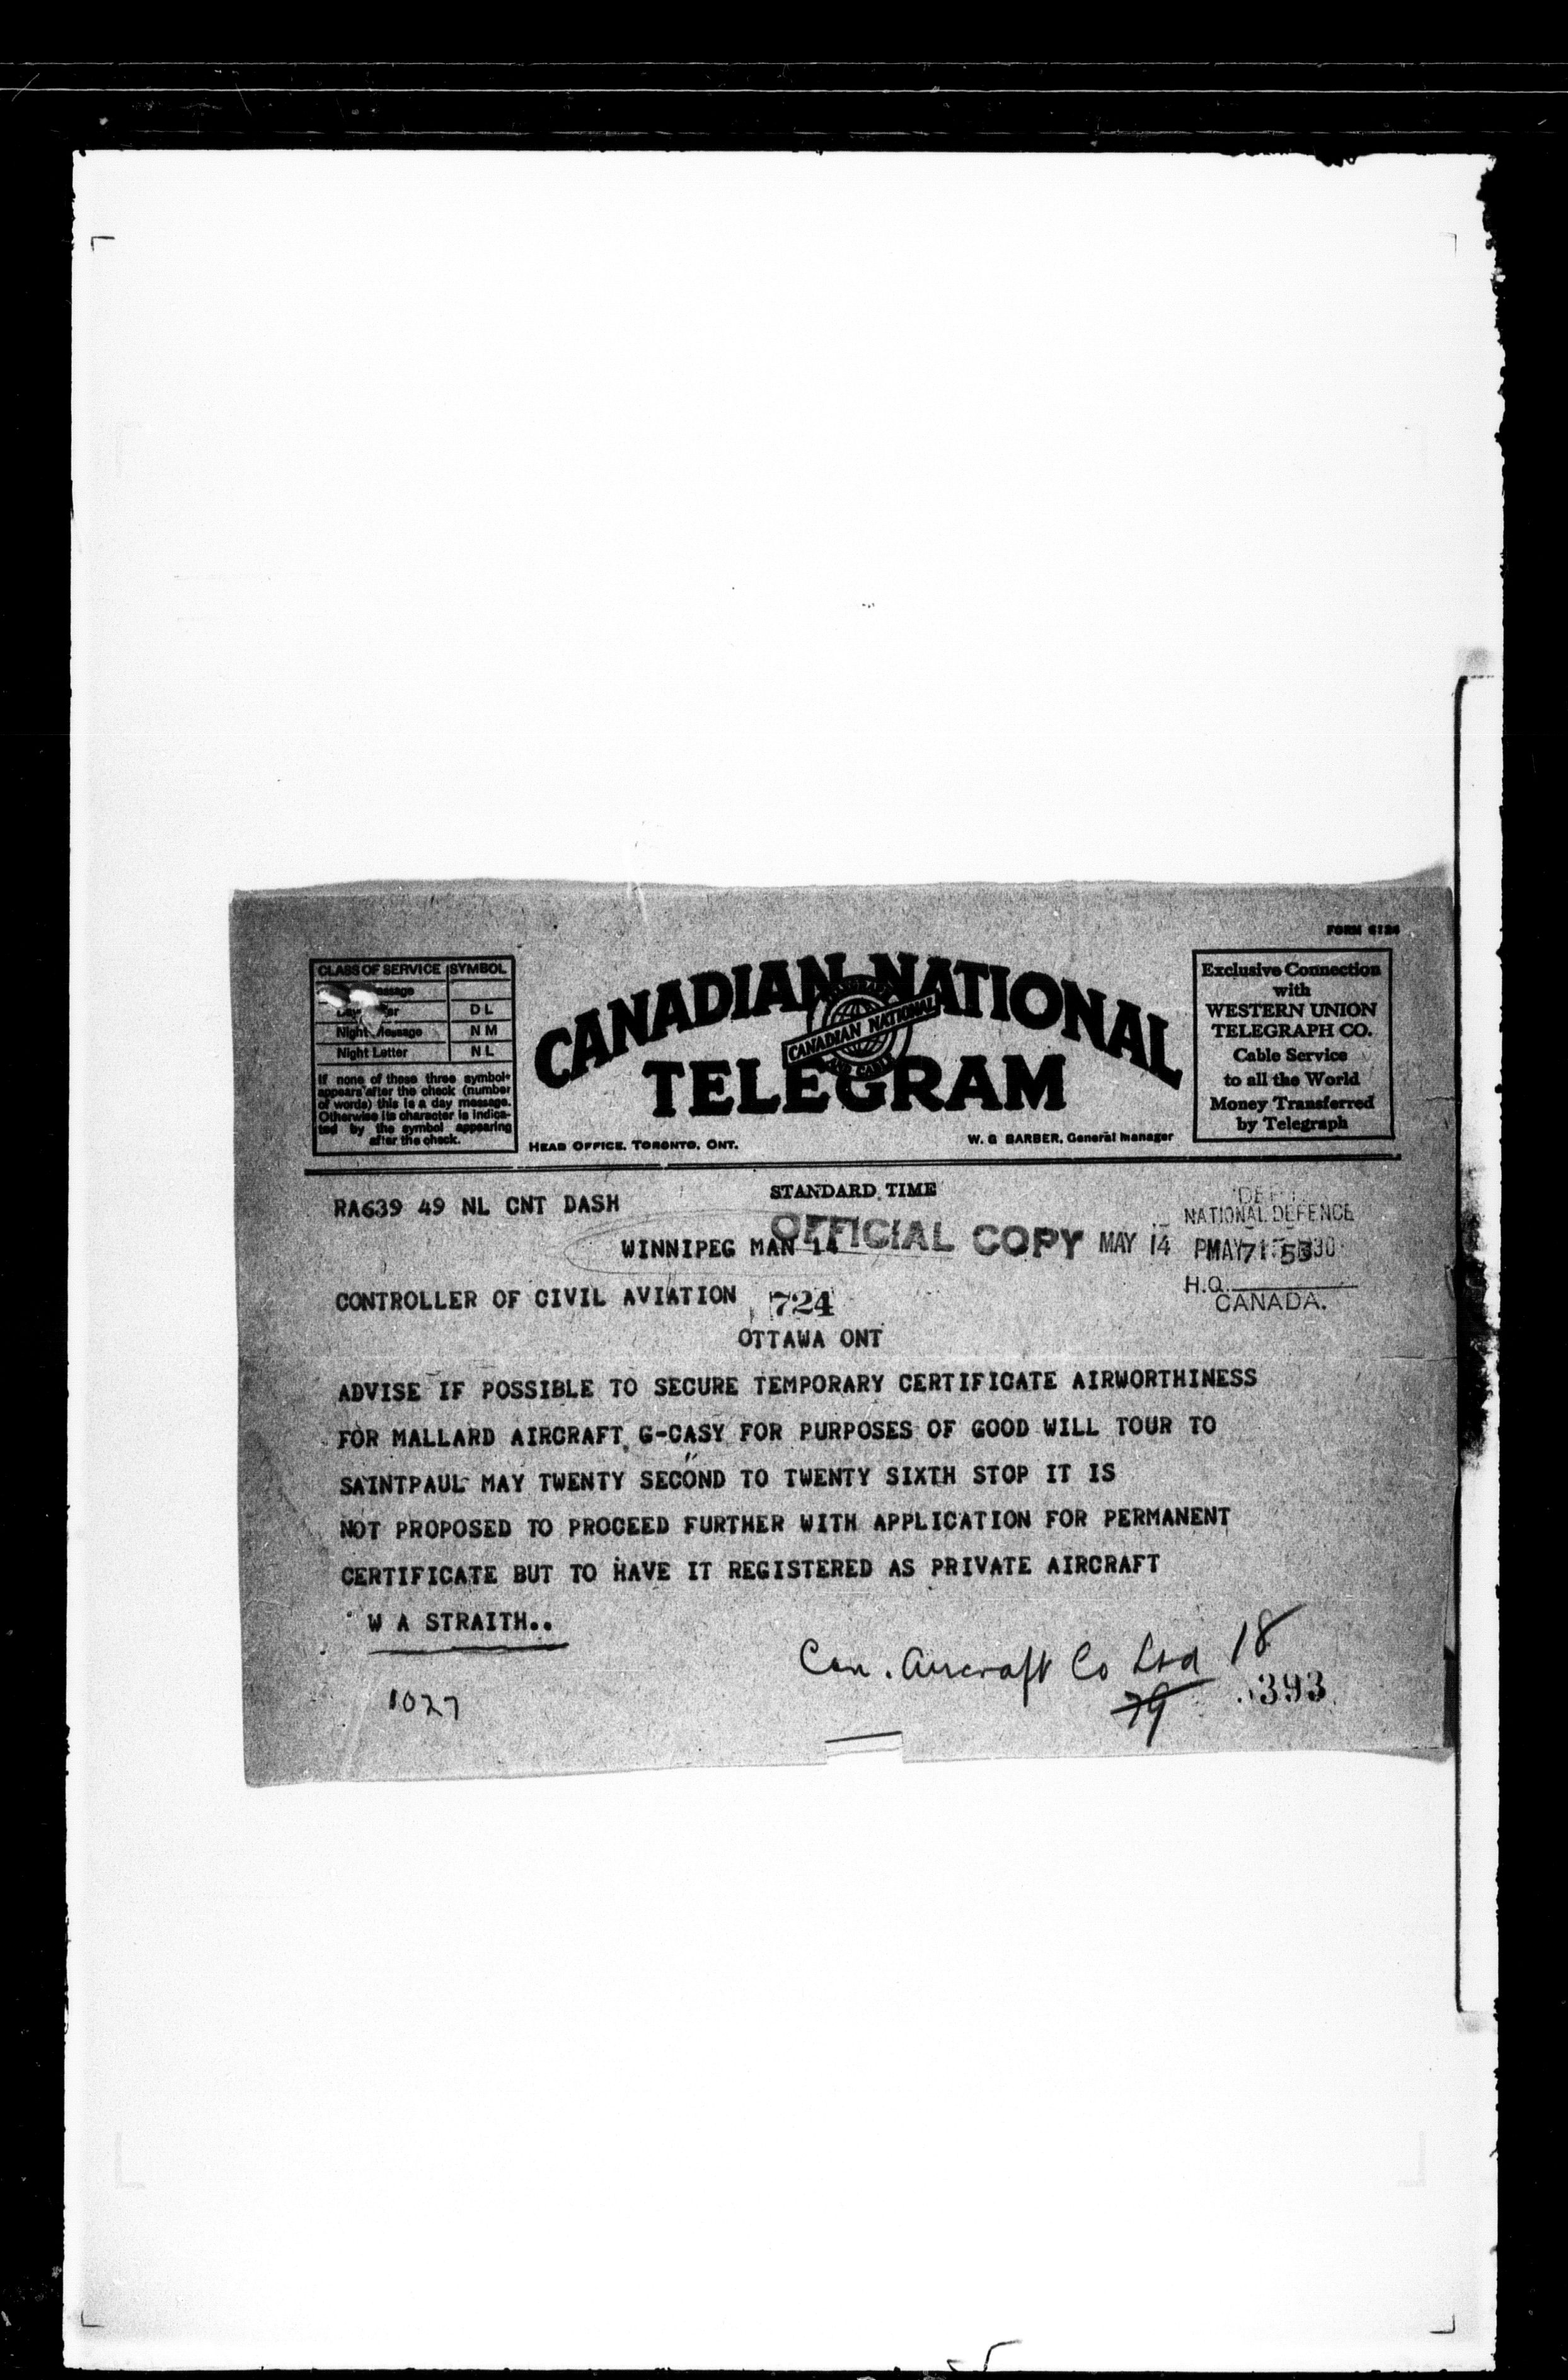 FORM 6124
CLASS OF SERVICE SYMBOL
Day Letter D L
Night Message N M
Night Letter N L
If none of these three symbols
appears after the check (number
of words) this is a day message.
Otherwise its character is indica-
ted by the symbol appearing
after the check.
CANADIAN NATIONAL
CANADIAN NATIONAL
AND CABLE
TELEGRAM
HEAD OFFICE, TORONTO, ONT.
W. G BARBER, General manager
Exclusive Connection
with
WESTERN UNION
TELEGRAPH CO.
Cable Service
to all the World
Money Transferred
by Telegraph
STANDARD TIME
RA639 49 NL CNT DASH
NATIONAL DEFENCE
WINNIPEG MAN 14
OFFICIAL COPY MAY 14
H.Q.
CANADA.
CONTROLLER OF CIVIL AVIATION 724
OTTAWA ONT
ADVISE IF POSSIBLE TO SECURE TEMPORARY CERTIFICATE AIRWORTHINESS
FOR MALLARD AIRCRAFT G-CASY FOR PURPOSES OF GOOD WILL TOUR TO
SAINTPAUL MAY TWENTY SECOND TO TWENTY SIXTH STOP IT IS
NOT PROPOSED TO PROCEED FURTHER WITH APPLICATION FOR PERMANENT
CERTIFICATE BUT TO HAVE IT REGISTERED AS PRIVATE AIRCRAFT
W A STRAITH..
Can. Aircraft Co Ltd 18
1027
79 393